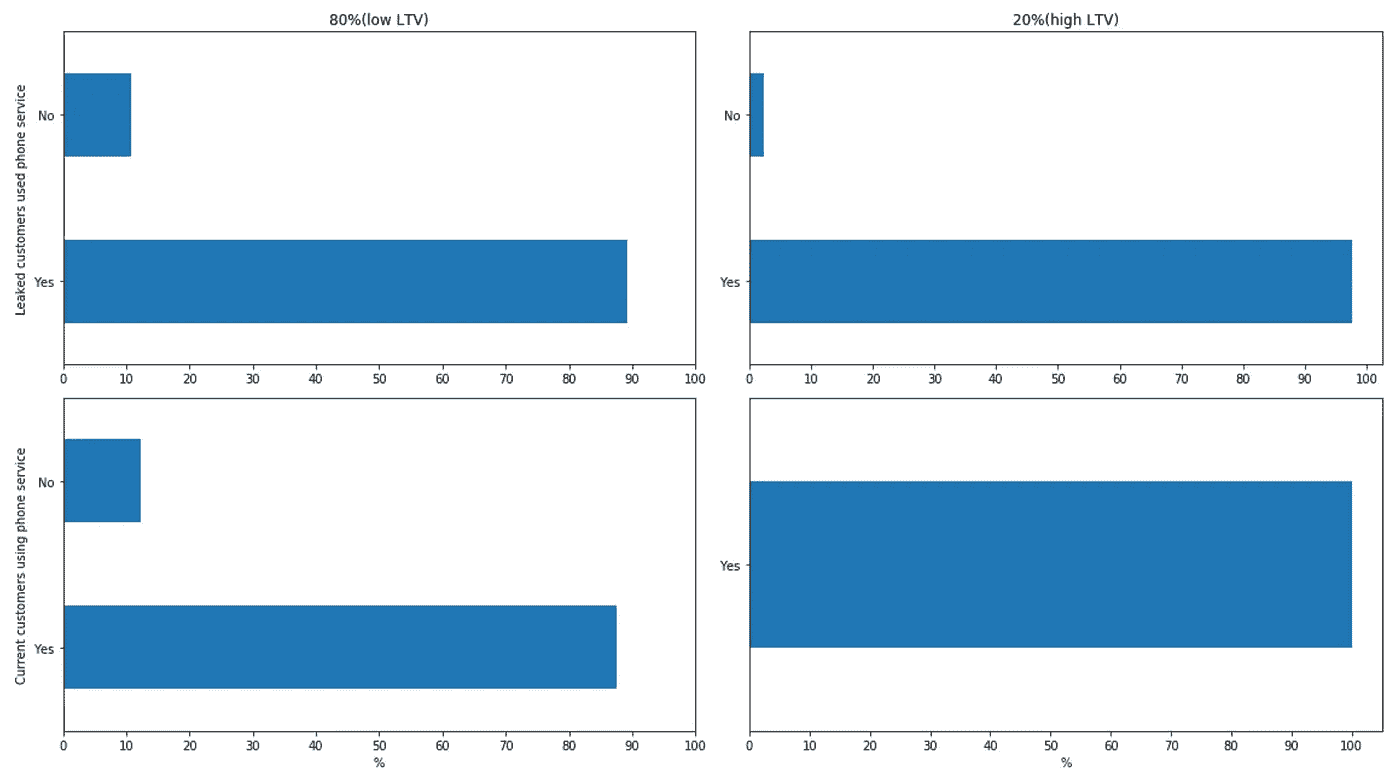 80%(low LTV)
20%(high LTV)
Leaked customers used phone service
No
Yes
0 10 20 30 40 50 60 70 80 90 100
No
Yes
0 10 20 30 40 50 60 70 80 90 100
Current customers using phone service
No
Yes
0 10 20 30 40 50 60 70 80 90 100
%
Yes
0 10 20 30 40 50 60 70 80 90 100
%